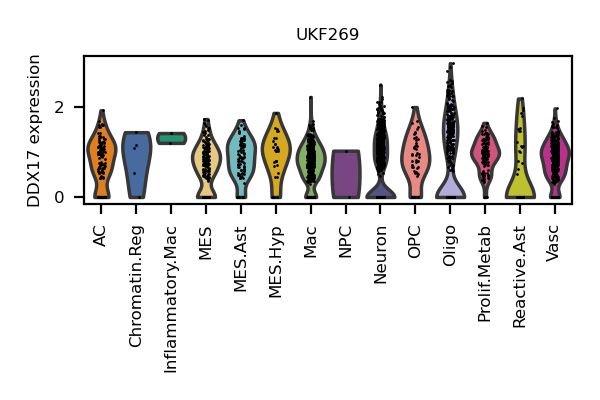 UKF269
DDX17 expression
2
0
AC
Chromatin.Reg
Inflammatory.Mac
MES
MES.Ast
MES.Hyp
Mac
NPC
Neuron
OPC
Oligo
Prolif.Metab
Reactive.Ast
Vasc